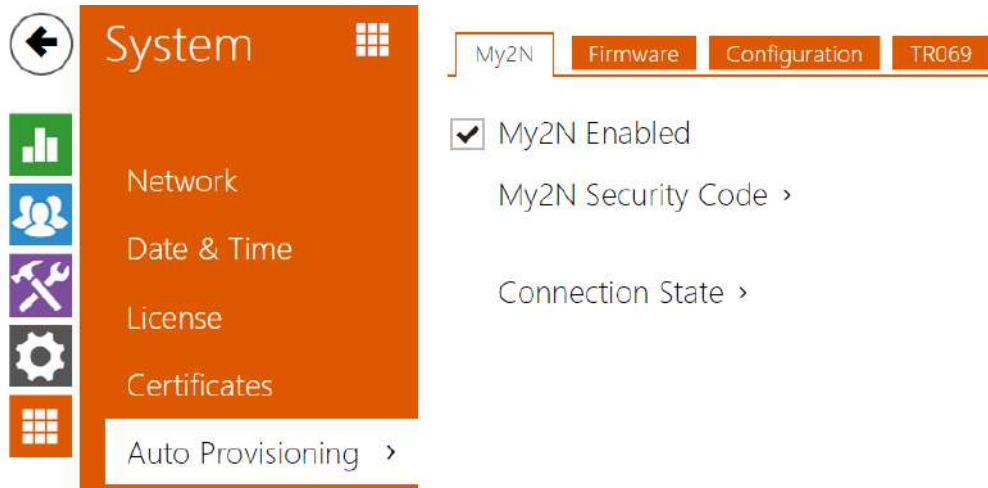 System
Network
Date & Time
License
Certificates
Auto Provisioning ›
My2N Firmware Configuration TR069
My2N Enabled
My2N Security Code ›
Connection State ›